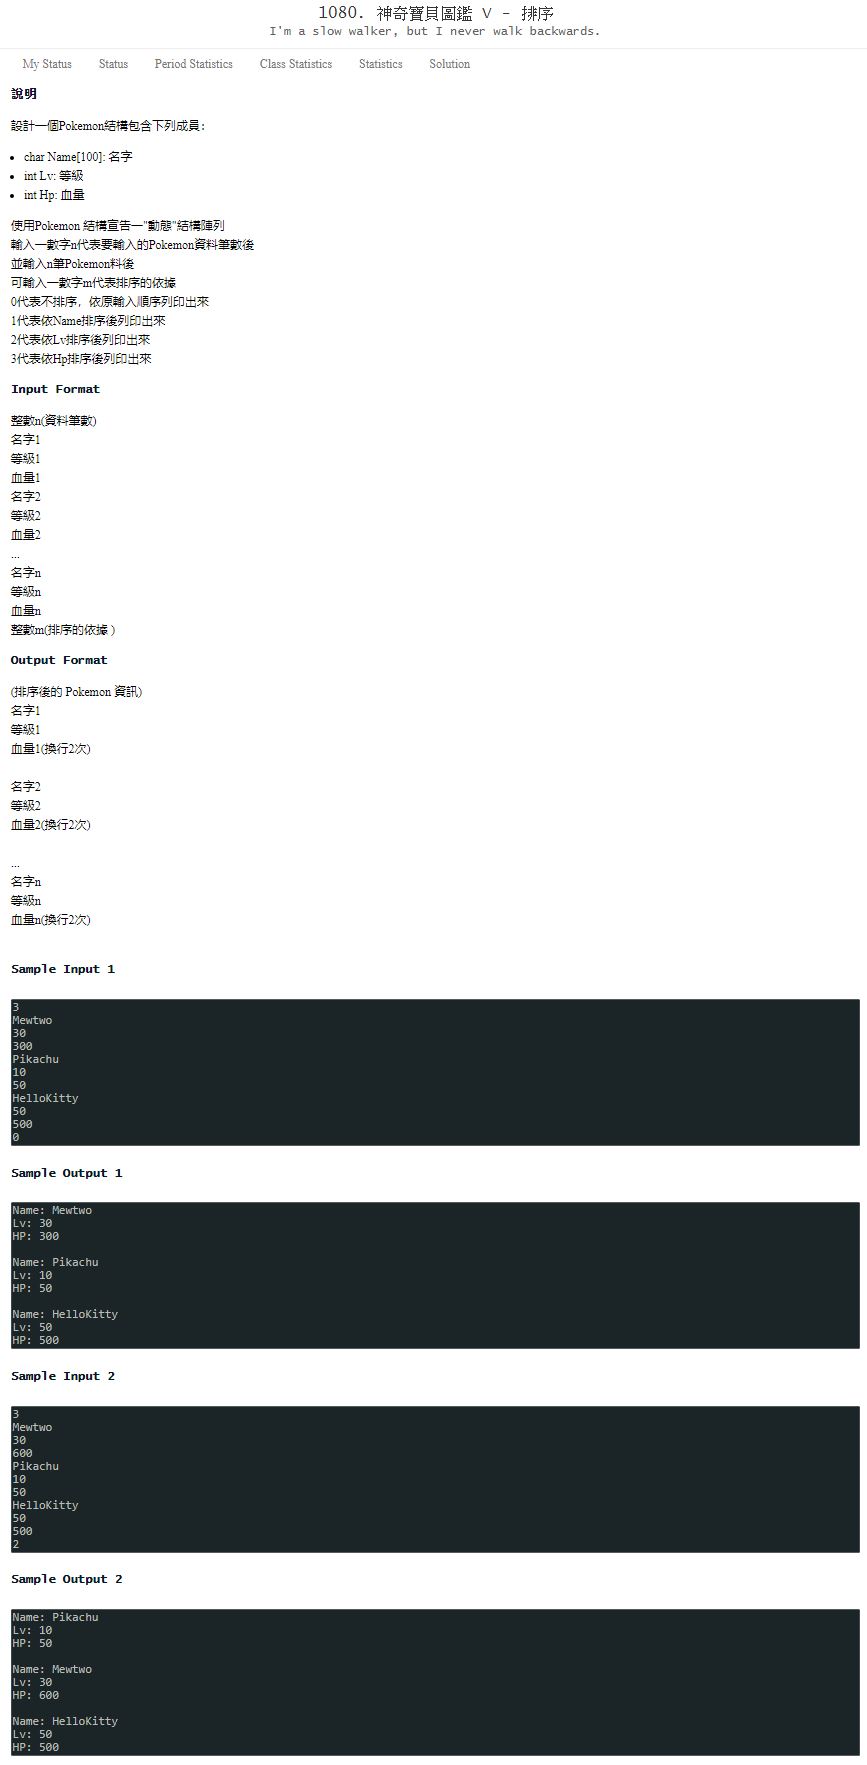 1080. 神奇寶貝圖鑑 V - 排序
I'm a slow walker, but I never walk backwards.
My Status Status Period Statistics Class Statistics Statistics Solution
說明
設計一個Pokemon結構包含下列成員：
• char Name[100]: 名字
• int Lv: 等級
• int Hp: 血量
使用Pokemon 結構宣告一"動態"結構陣列
輸入一數字n代表要輸入的Pokemon資料筆數後
並輸入n筆Pokemon料後
可輸入一數字m代表排序的依據
0代表不排序，依原輸入順序列印出來
1代表依Name排序後列印出來
2代表依Lv排序後列印出來
3代表依Hp排序後列印出來
Input Format
整數n(資料筆數)
名字1
等級1
血量1
名字2
等級2
血量2
...
名字n
等級n
血量n
整數m(排序的依據 )
Output Format
(排序後的 Pokemon 資訊)
名字1
等級1
血量1(換行2次)
名字2
等級2
血量2(換行2次)
...
名字n
等級n
血量n(換行2次)
Sample Input 1
3
Mewtwo
30
300
Pikachu
10
50
HelloKitty
50
500
0
Sample Output 1
Name: Mewtwo
Lv: 30
HP: 300
Name: Pikachu
Lv: 10
HP: 50
Name: HelloKitty
Lv: 50
HP: 500
Sample Input 2
3
Mewtwo
30
600
Pikachu
10
50
HelloKitty
50
500
2
Sample Output 2
Name: Pikachu
Lv: 10
HP: 50
Name: Mewtwo
Lv: 30
HP: 600
Name: HelloKitty
Lv: 50
HP: 500